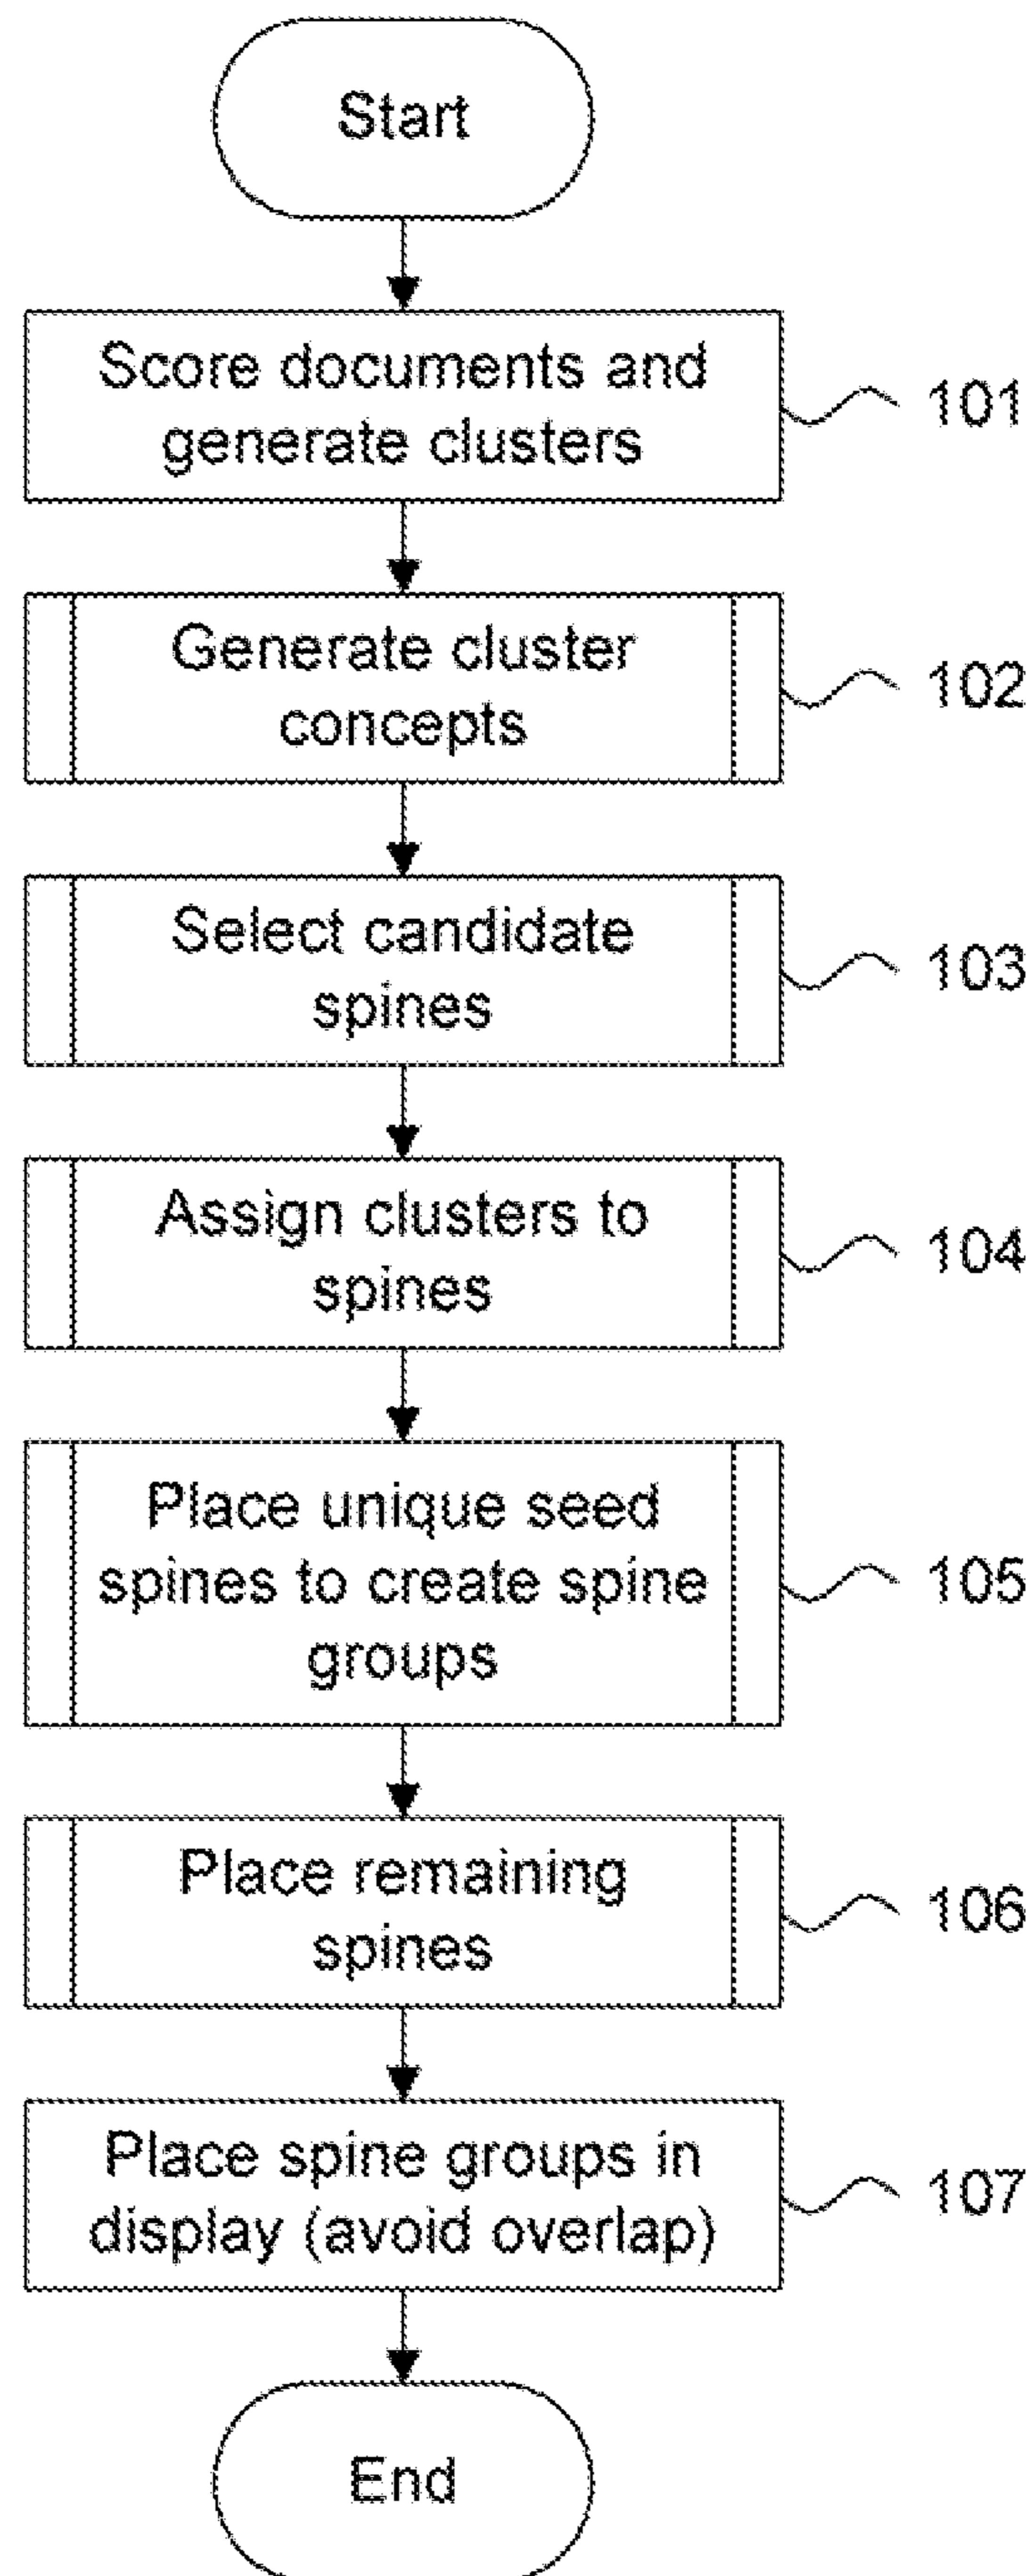 Start
Score documents and
generate clusters
101
Generate cluster
concepts
102
Select candidate
spines
103
Assign clusters to
spines
104
Place unique seed
spines to create spine
groups
105
Place remaining
spines
106
Place spine groups in
display (avoid overlap)
107
End